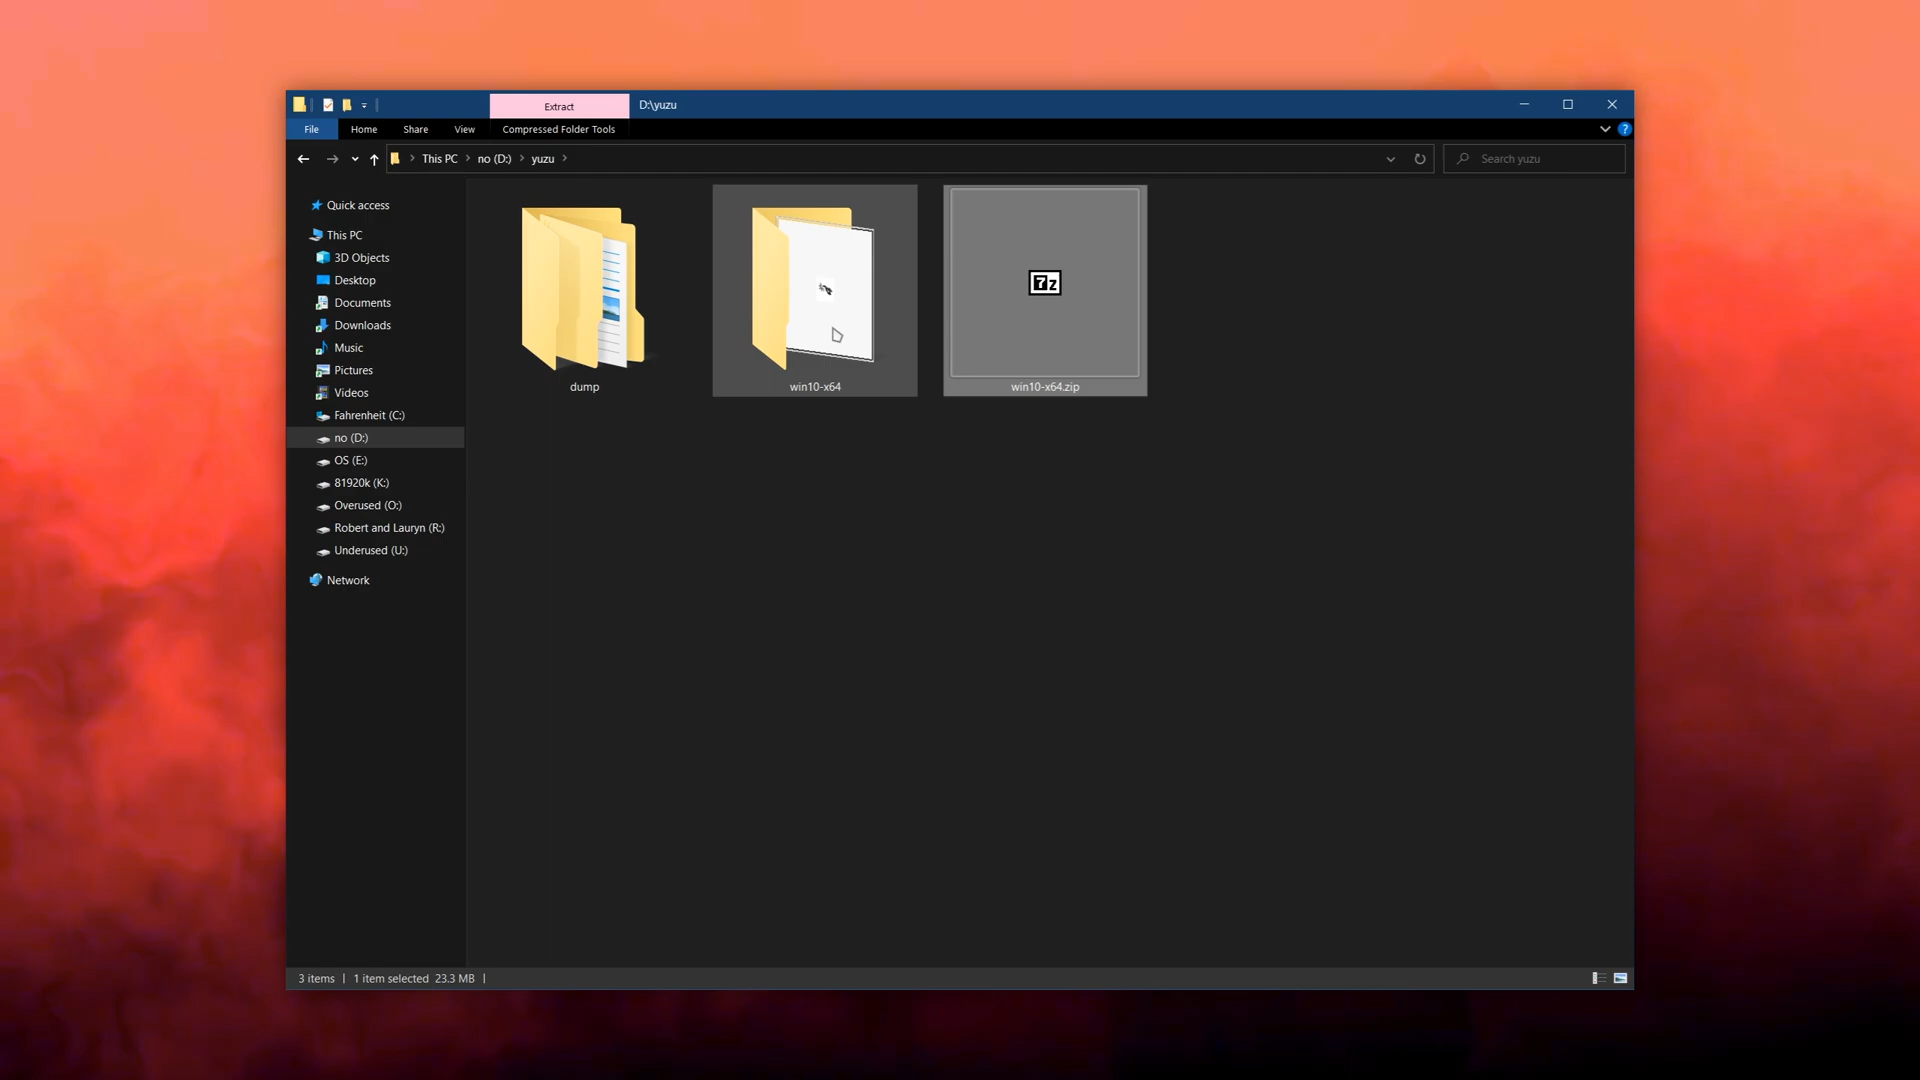 Extract
D:\yuzu
File
Home
Share
View
Compressed Folder Tools
?
This PC
no (D:)
yuzu
Search yuzu
Quick access
This PC
3D Objects
Desktop
Documents
Downloads
Music
Pictures
Videos
Fahrenheit (C:)
no (D:)
OS (E:)
81920k (K:)
Overused (O:)
Robert and Lauryn (R:)
Underused (U:)
Network
dump
win10-x64
7z
win10-x64.zip
3 items
1 item selected 23.3 MB